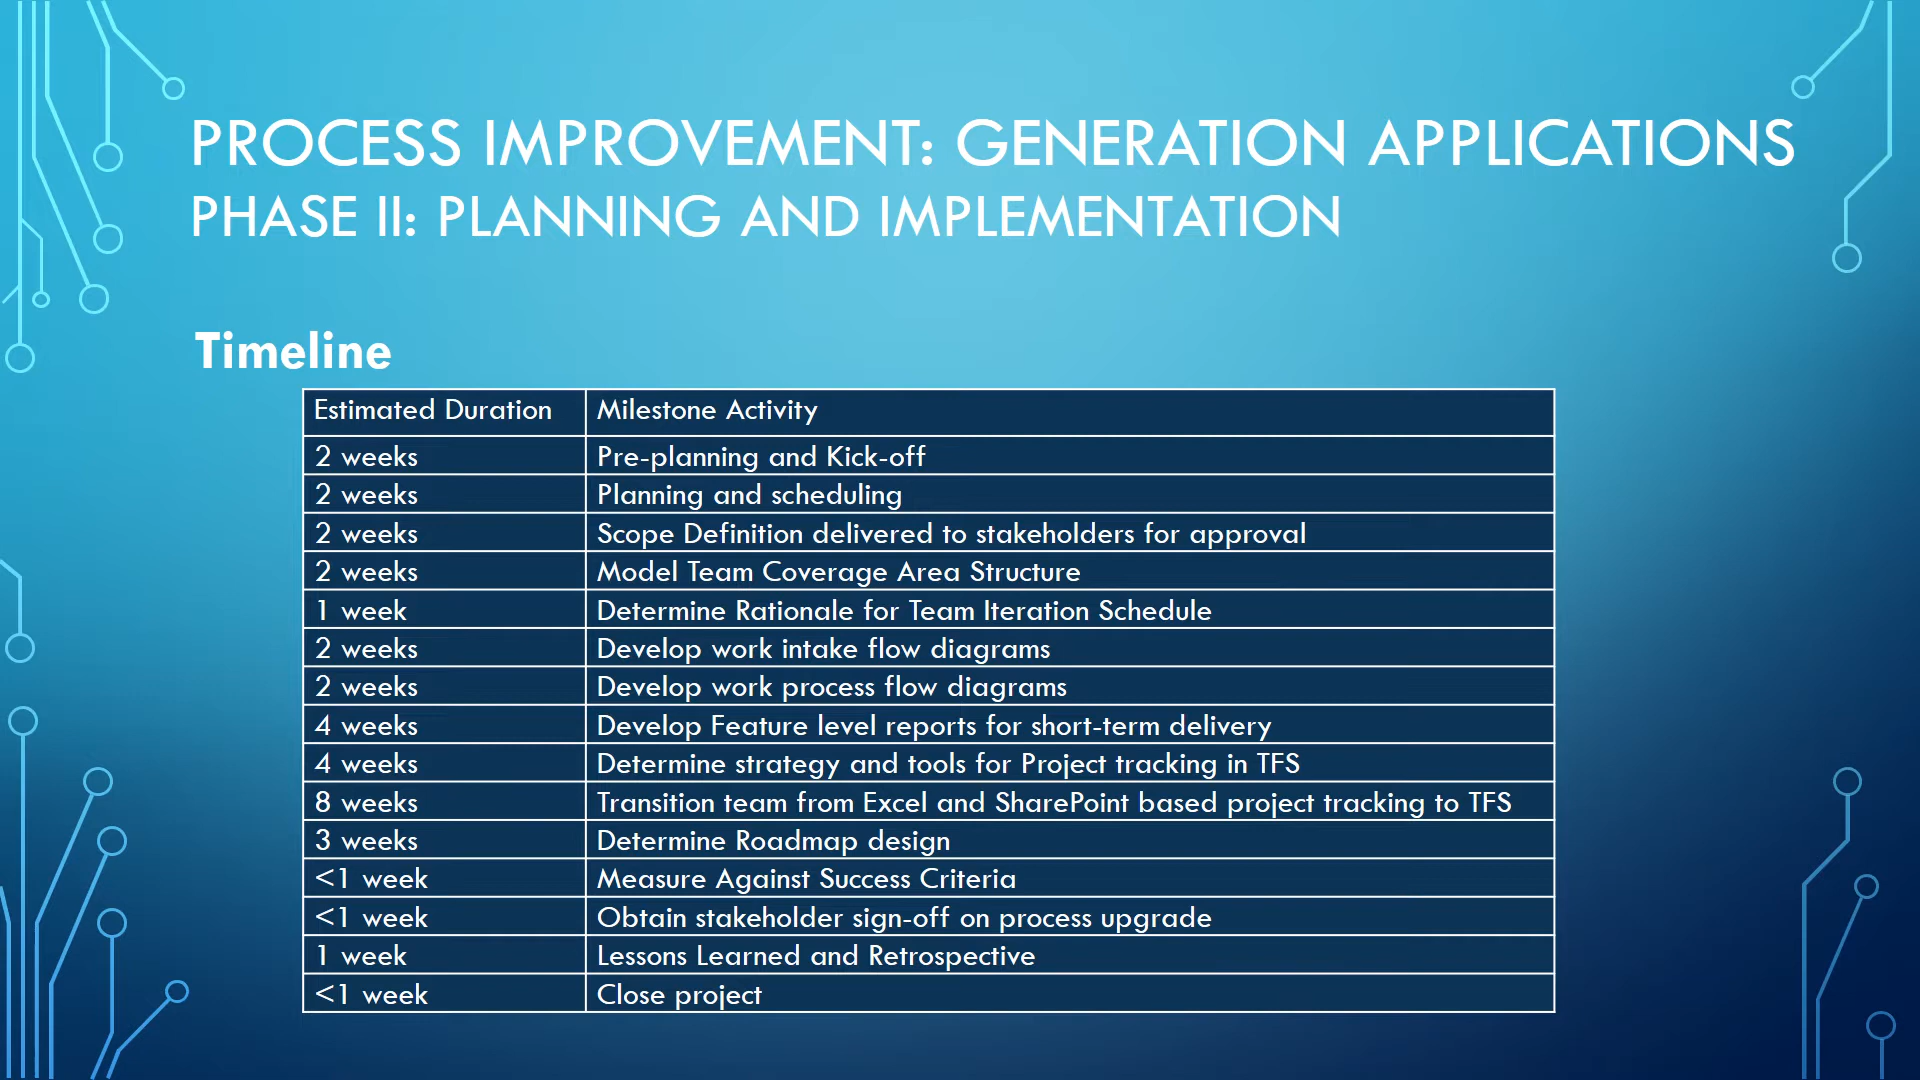 PROCESS IMPROVEMENT: GENERATION APPLICATIONS
PHASE II: PLANNING AND IMPLEMENTATION
Timeline
Estimated Duration Milestone Activity
2 weeks Pre-planning and Kick-off
2 weeks Planning and scheduling
2 weeks Scope Definition delivered to stakeholders for approval
2 weeks Model Team Coverage Area Structure
1 week Determine Rationale for Team Iteration Schedule
2 weeks Develop work intake flow diagrams
2 weeks Develop work process flow diagrams
4 weeks Develop Feature level reports for short-term delivery
4 weeks Determine strategy and tools for Project tracking in TFS
8 weeks Transition team from Excel and SharePoint based project tracking to TFS
3 weeks Determine Roadmap design
<1 week Measure Against Success Criteria
<1 week Obtain stakeholder sign-off on process upgrade
1 week Lessons Learned and Retrospective
<1 week Close project